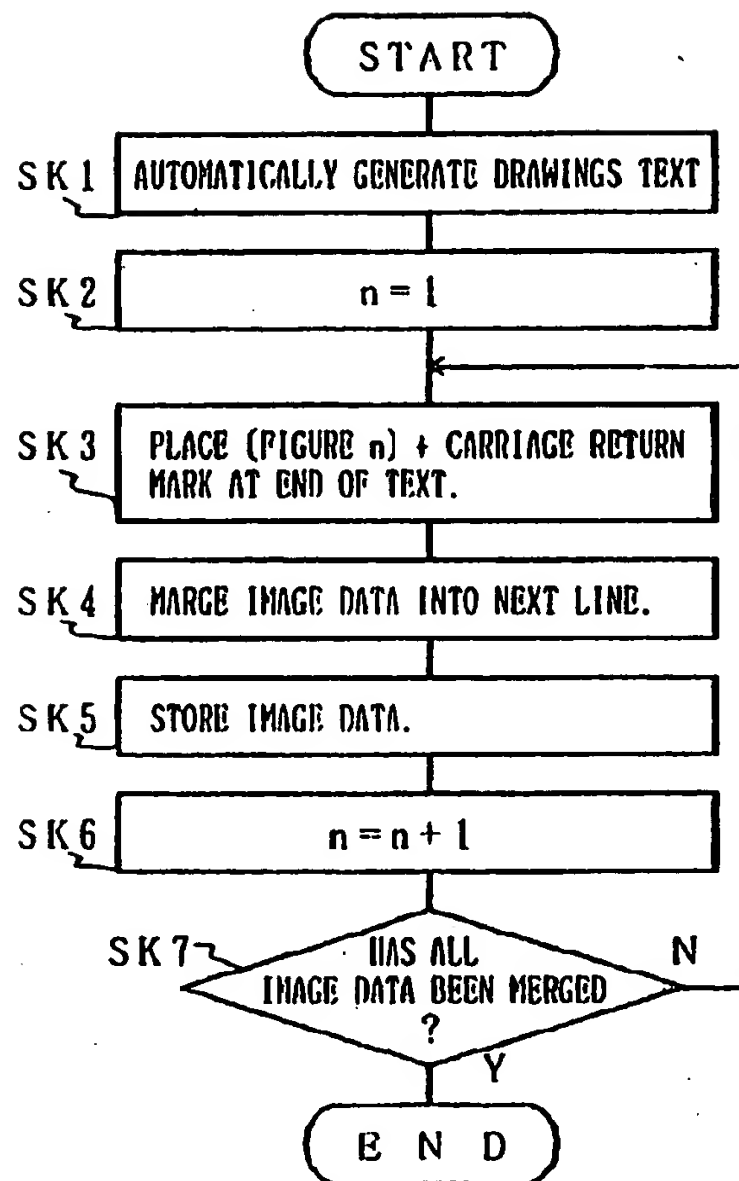 START
SK1 AUTOMATICALLY GENERATE DRAWINGS TEXT
SK2 n = 1
SK3 PLACE (FIGURE n) + CARRIAGE RETURN
MARK AT END OF TEXT.
SK4 MARGE IMAGE DATA INTO NEXT LINE.
SK5 STORE IMAGE DATA.
SK6 n = n + 1
SK7 HAS ALL
IMAGE DATA BEEN MERGED
?
N
Y
END